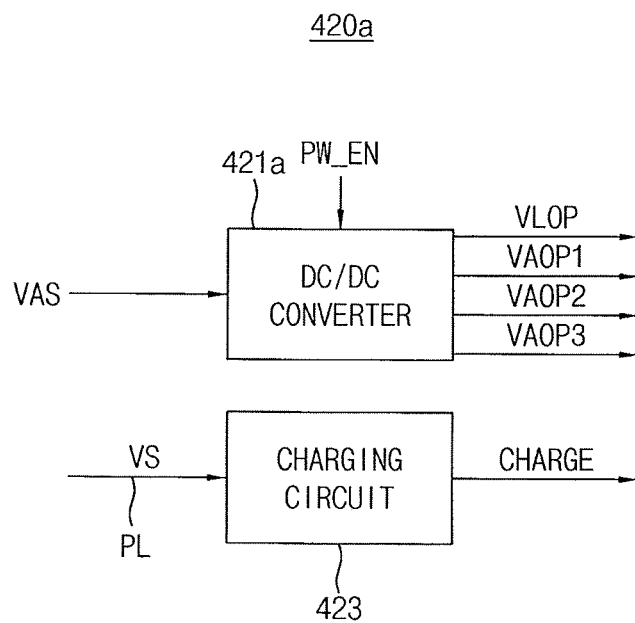 420a
421a
PW_EN
VAS
DC/DC
CONVERTER
VLOP
VAOP1
VAOP2
VAOP3
VS
PL
CHARGING
CIRCUIT
CHARGE
423